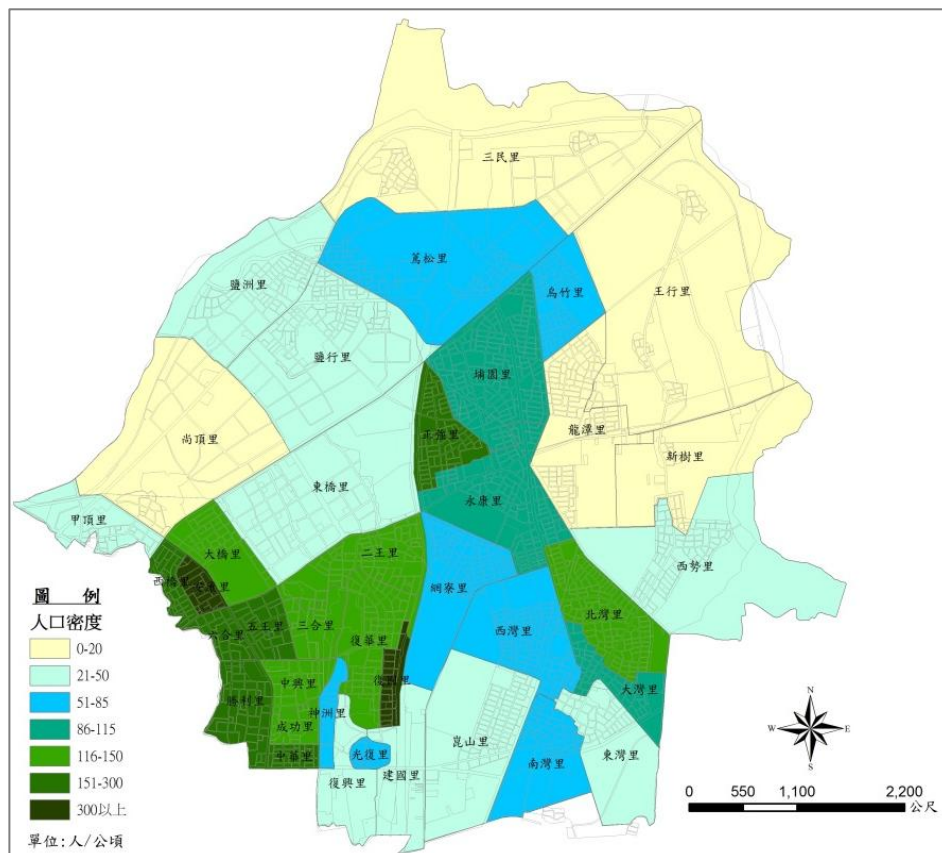 三民里
蔦松里
鹽洲里
烏竹里
王行里
鹽行里
埔園里
尚頂里
正強里
龍潭里
新樹里
東橋里
永康里
甲頂里
大橋里
二王里
西勢里
西橋里
網寮里
北灣里
六合里
五王里
三合里
西灣里
復華里
中興里
勝利里
神洲里
大灣里
成功里
崑山里
中華里
光復里
建國里
復興里
南灣里
東灣里
圖 例
人口密度
0-20
21-50
51-85
86-115
116-150
151-300
300以上
單位:人/公頃
N
W
E
S
0
550
1,100
2,200
公尺